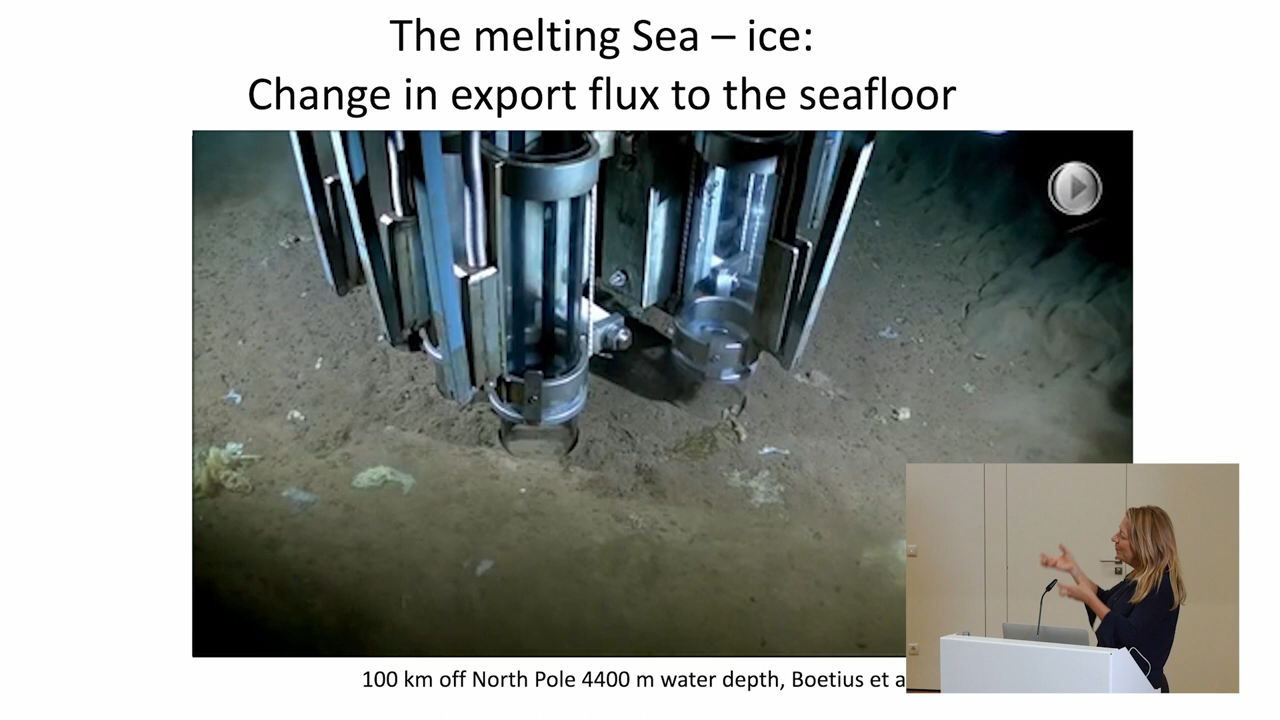 The melting Sea – ice:
Change in export flux to the seafloor
100 km off North Pole 4400 m water depth, Boetius et a